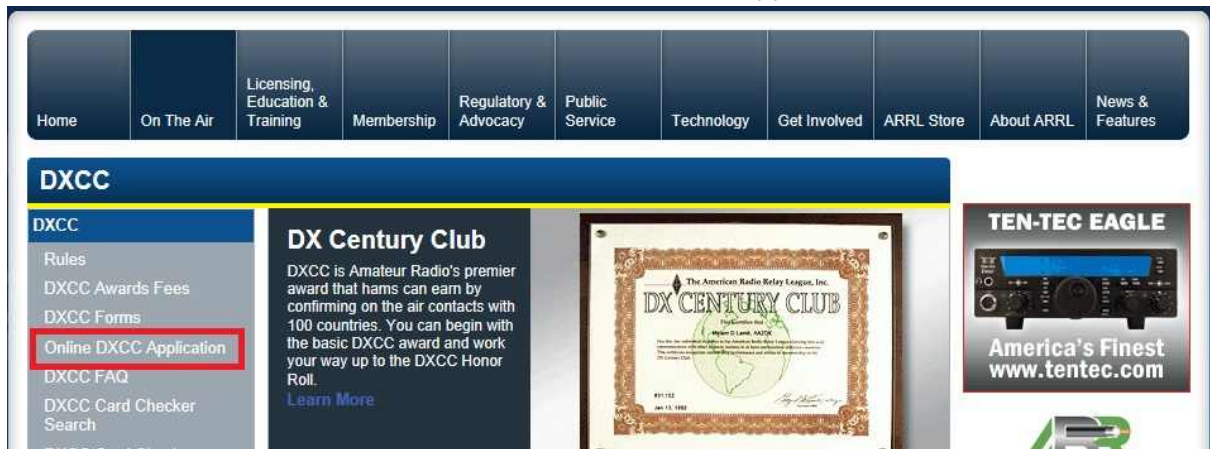 Home
On The Air
Licensing,
Education &
Training
Membership
Regulatory &
Advocacy
Public
Service
Technology
Get Involved
ARRL Store
About ARRL
News &
Features
DXCC
DXCC
Rules
DXCC Awards Fees
DXCC Forms
Online DXCC Application
DXCC FAQ
DXCC Card Checker
Search
DX Century Club
DXCC is Amateur Radio's premier
award that hams can earn by
confirming on the air contacts with
100 countries. You can begin with
the basic DXCC award and work
your way up to the DXCC Honor
Roll.
Learn More
The American Radio Relay League, Inc.
DX CENTURY CLUB
TEN-TEC EAGLE
America's Finest
www.tentec.com